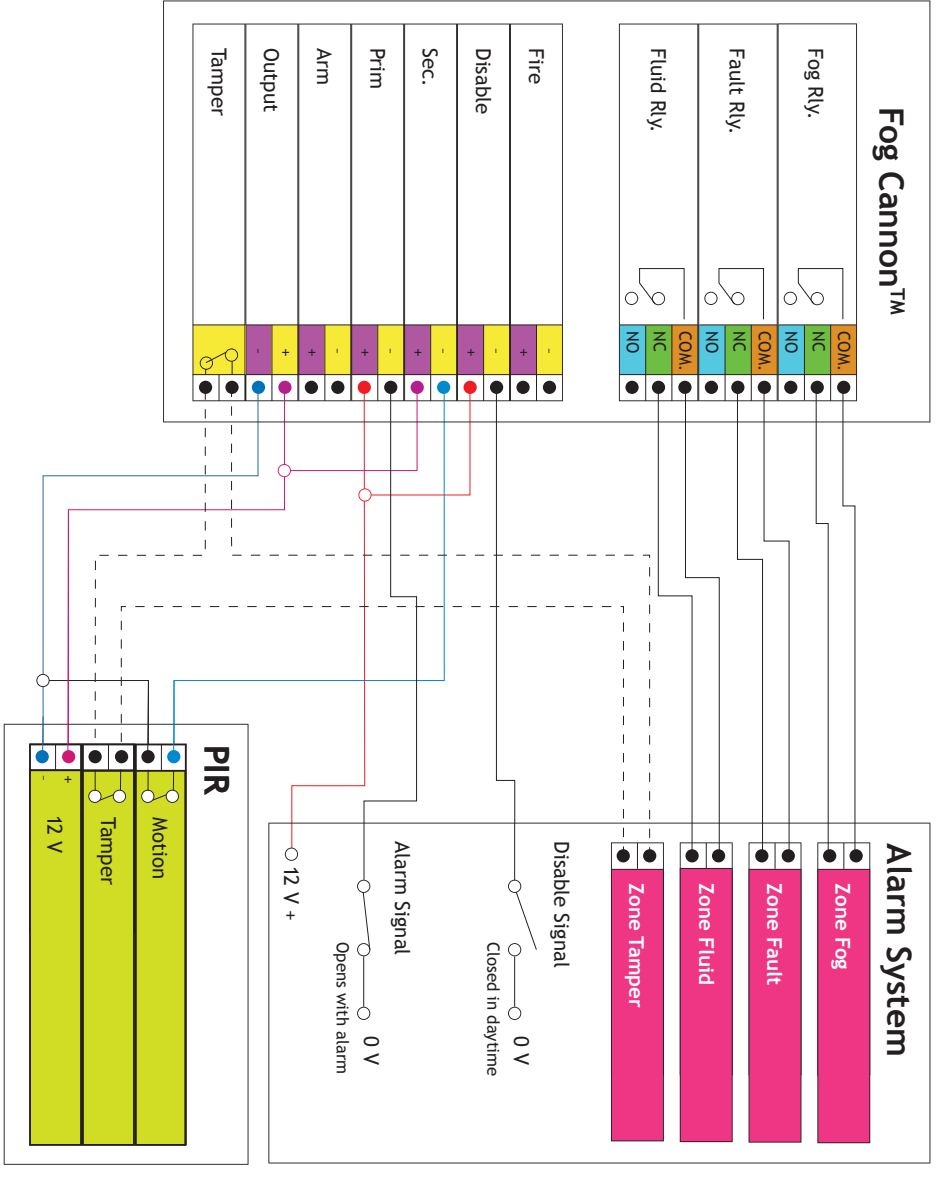 Fog Cannon™
Fog Rly.
COM.
NC
NO
Fault Rly.
COM.
NC
NO
Fluid Rly.
COM.
NC
NO
Fire
-
+
Disable
-
+
Sec.
-
+
Prim
-
+
Arm
-
+
Output
+
-
Tamper
Alarm System
Zone Fog
Zone Fault
Zone Fluid
Zone Tamper
Disable Signal
0 V
Closed in daytime
Alarm Signal
0 V
Opens with alarm
12 V +
PIR
Motion
Tamper
+
-
12 V